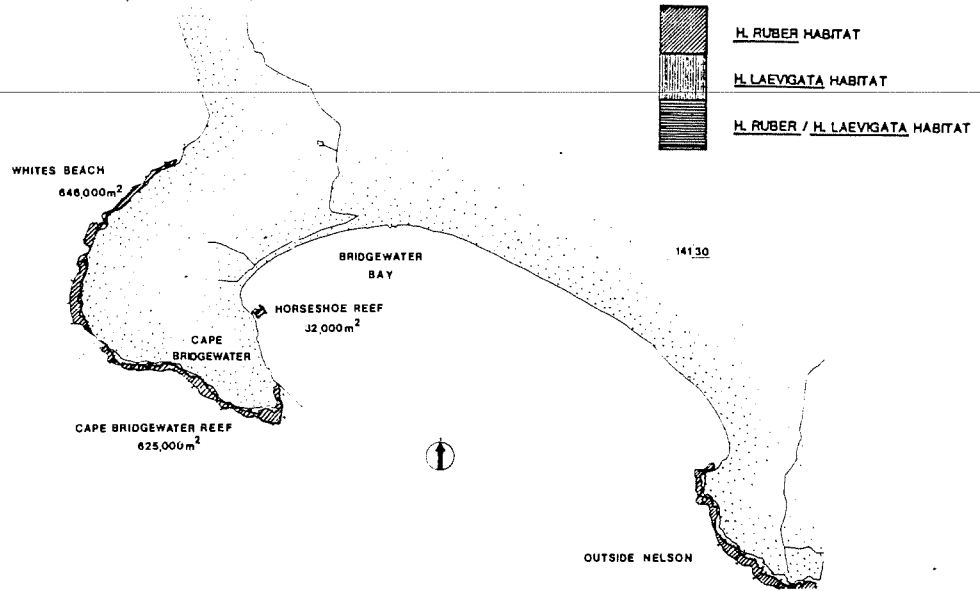 H. RUBER HABITAT
H. LAEVIGATA HABITAT
H. RUBER / H. LAEVIGATA HABITAT
WHITES BEACH
646,000m²
141 30
BRIDGEWATER
BAY
HORSESHOE REEF
32,000m²
CAPE
BRIDGEWATER
CAPE BRIDGEWATER REEF
625,000m²
OUTSIDE NELSON